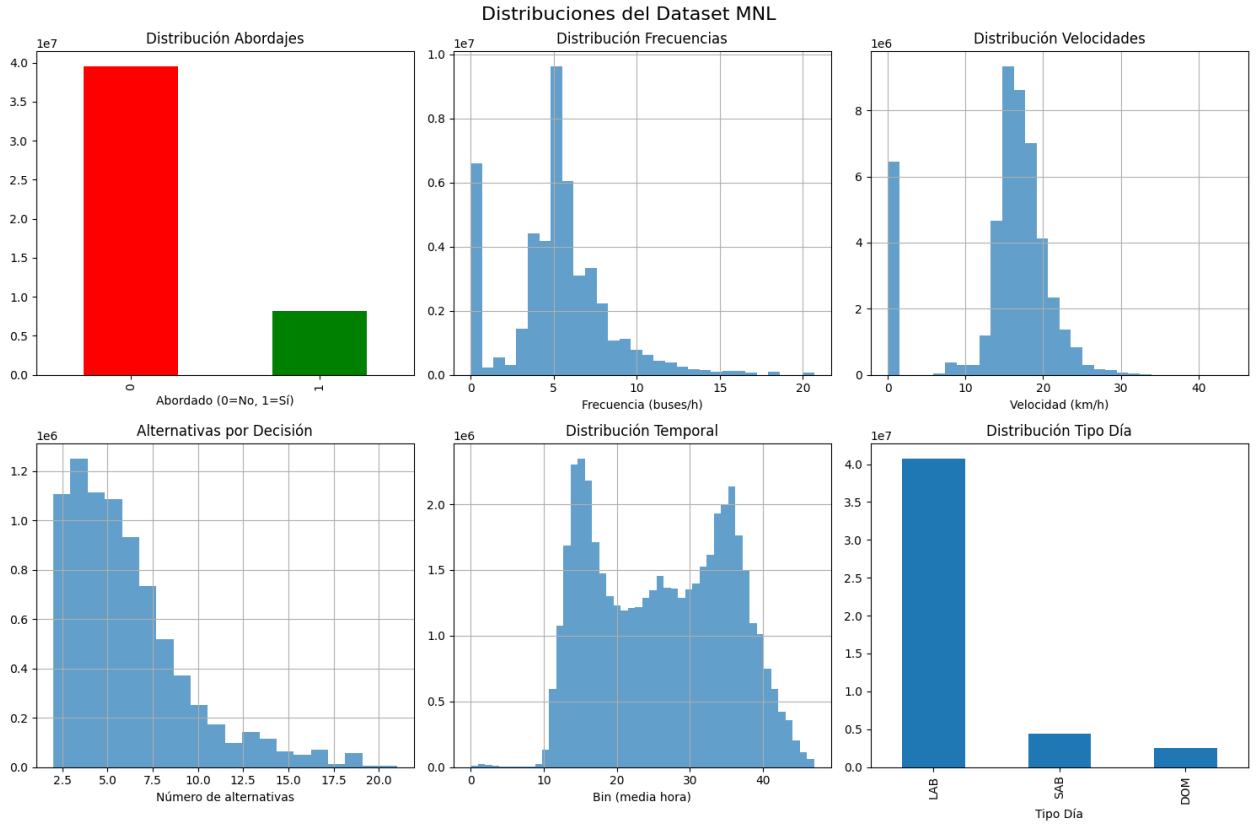 Distribuciones del Dataset MNL
Distribución Abordajes
1e7
4.0
3.5
3.0
2.5
2.0
1.5
1.0
0.5
0.0
0
1
Abordado (0=No, 1=Sí)
Distribución Frecuencias
1e7
1.0
0.8
0.6
0.4
0.2
0.0
0 5 10 15 20
Frecuencia (buses/h)
Distribución Velocidades
1e6
8
6
4
2
0
0 10 20 30 40
Velocidad (km/h)
Alternativas por Decisión
1e6
1.2
1.0
0.8
0.6
0.4
0.2
0.0
2.5 5.0 7.5 10.0 12.5 15.0 17.5 20.0
Número de alternativas
Distribución Temporal
1e6
2.0
1.5
1.0
0.5
0.0
0 10 20 30 40
Bin (media hora)
Distribución Tipo Día
1e7
4.0
3.5
3.0
2.5
2.0
1.5
1.0
0.5
0.0
LAB
SAB
DOM
Tipo Día